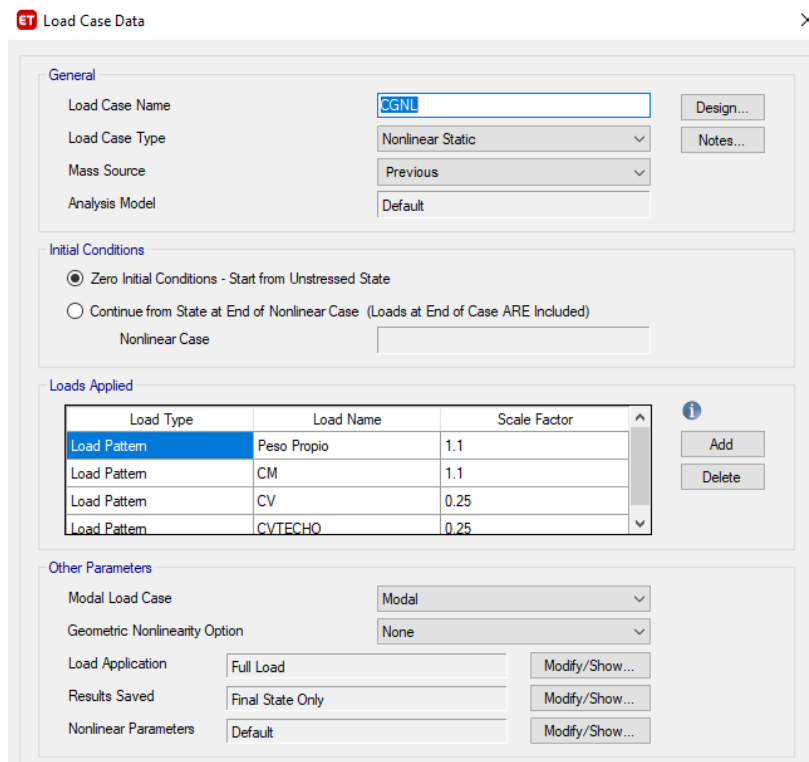 ET Load Case Data
General
Load Case Name CGNL Design...
Load Case Type Nonlinear Static Notes...
Mass Source Previous
Analysis Model Default
Initial Conditions
Zero Initial Conditions - Start from Unstressed State
Continue from State at End of Nonlinear Case (Loads at End of Case ARE Included)
Nonlinear Case
Loads Applied
Load Type Load Name Scale Factor
Load Pattern Peso Propio 1.1 Add
Load Pattern CM 1.1 Delete
Load Pattern CV 0.25
Load Pattern CVTECHO 0.25
Other Parameters
Modal Load Case Modal
Geometric Nonlinearity Option None
Load Application Full Load Modify/Show...
Results Saved Final State Only Modify/Show...
Nonlinear Parameters Default Modify/Show...